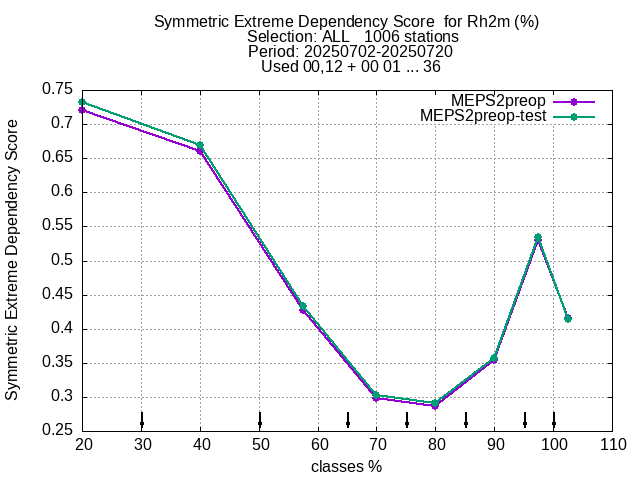 Symmetric Extreme Dependency Score  for Rh2m (%)
Selection: ALL   1006 stations
Period: 20250702-20250720
Used 00,12 + 00 01 ... 36
MEPS2preop
MEPS2preop-test
Symmetric Extreme Dependency Score
0.75
0.7
0.65
0.6
0.55
0.5
0.45
0.4
0.35
0.3
0.25
20 30 40 50 60 70 80 90 100 110
classes %